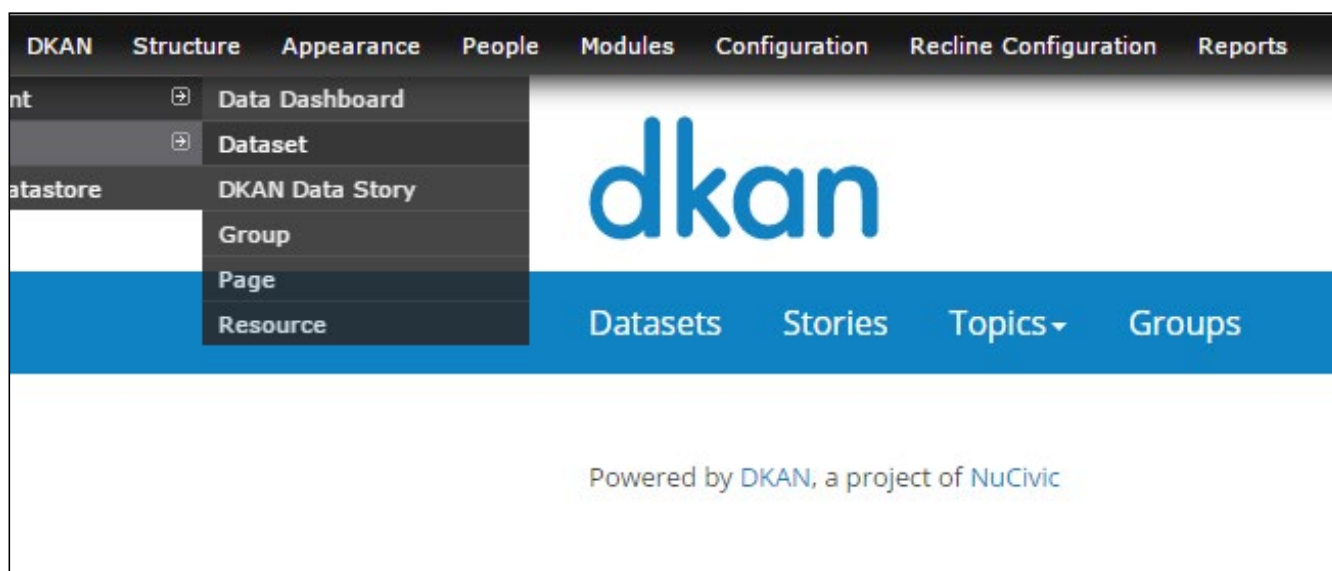 DKAN Structure Appearance People Modules Configuration Recline Configuration Reports
nt Data Dashboard
Dataset
atastore DKAN Data Story
Group
Page
Resource
dkan
Datasets Stories Topics Groups
Powered by DKAN, a project of NuCivic